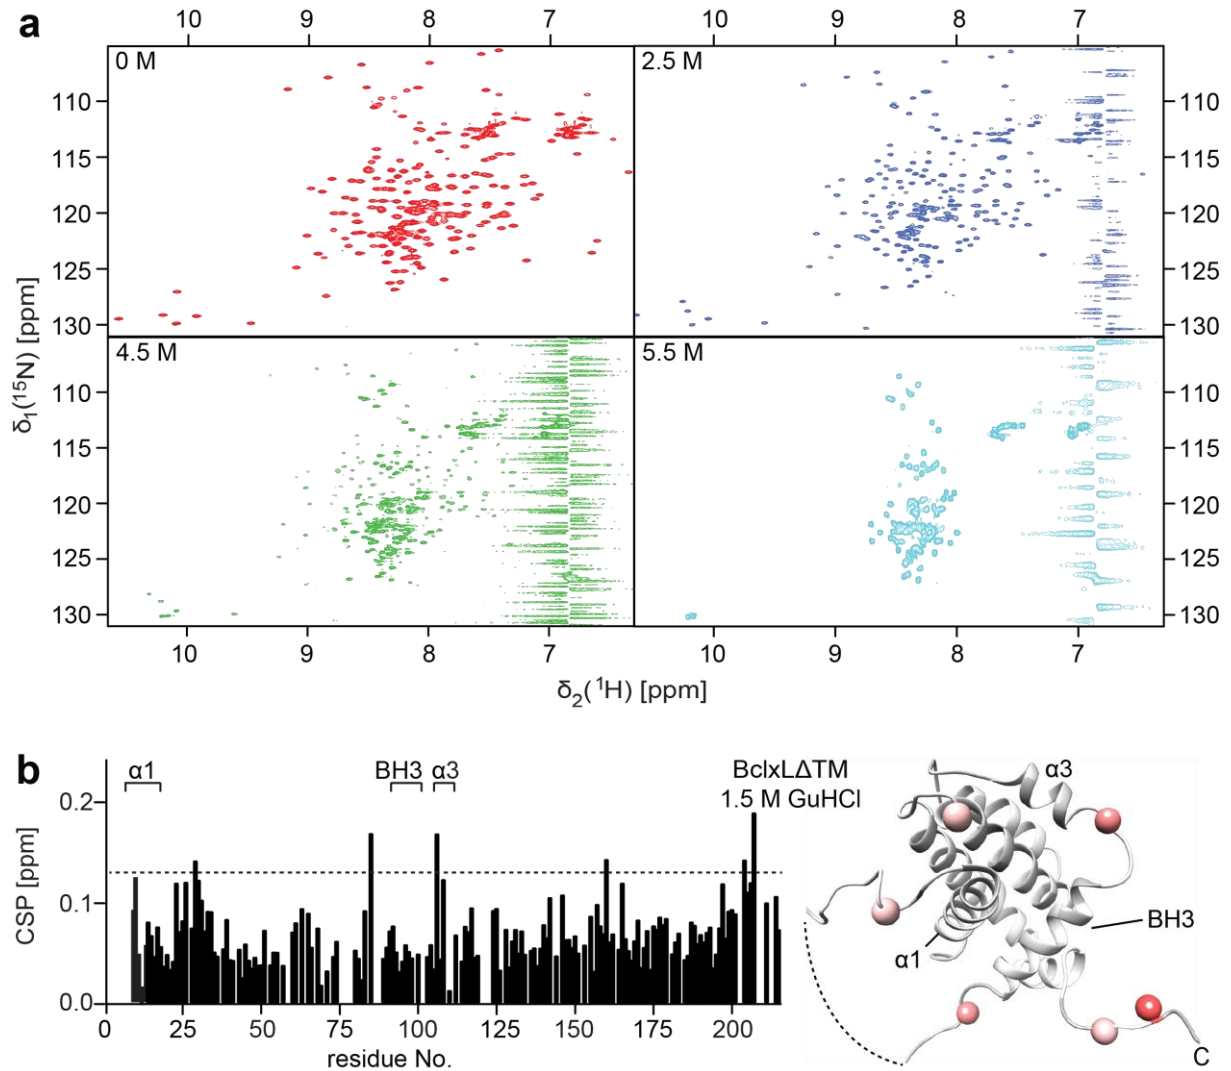 a
10 9 8 7 7 8 9 10
0 M 2.5 M
110 110
115 115
120 120
125 125
130 130
4.5 M 5.5 M
110 110
115 115
120 120
125 125
130 130
δ1(15N) [ppm]
10 9 8 7 10 9 8 7
δ2(1H) [ppm]
b
α1 BH3 α3
BclxLΔTM
1.5 M GuHCl
0.2
0.1
0.0
CSP [ppm]
0 25 50 75 100 125 150 175 200
residue No.
α3
BH3
α1
C